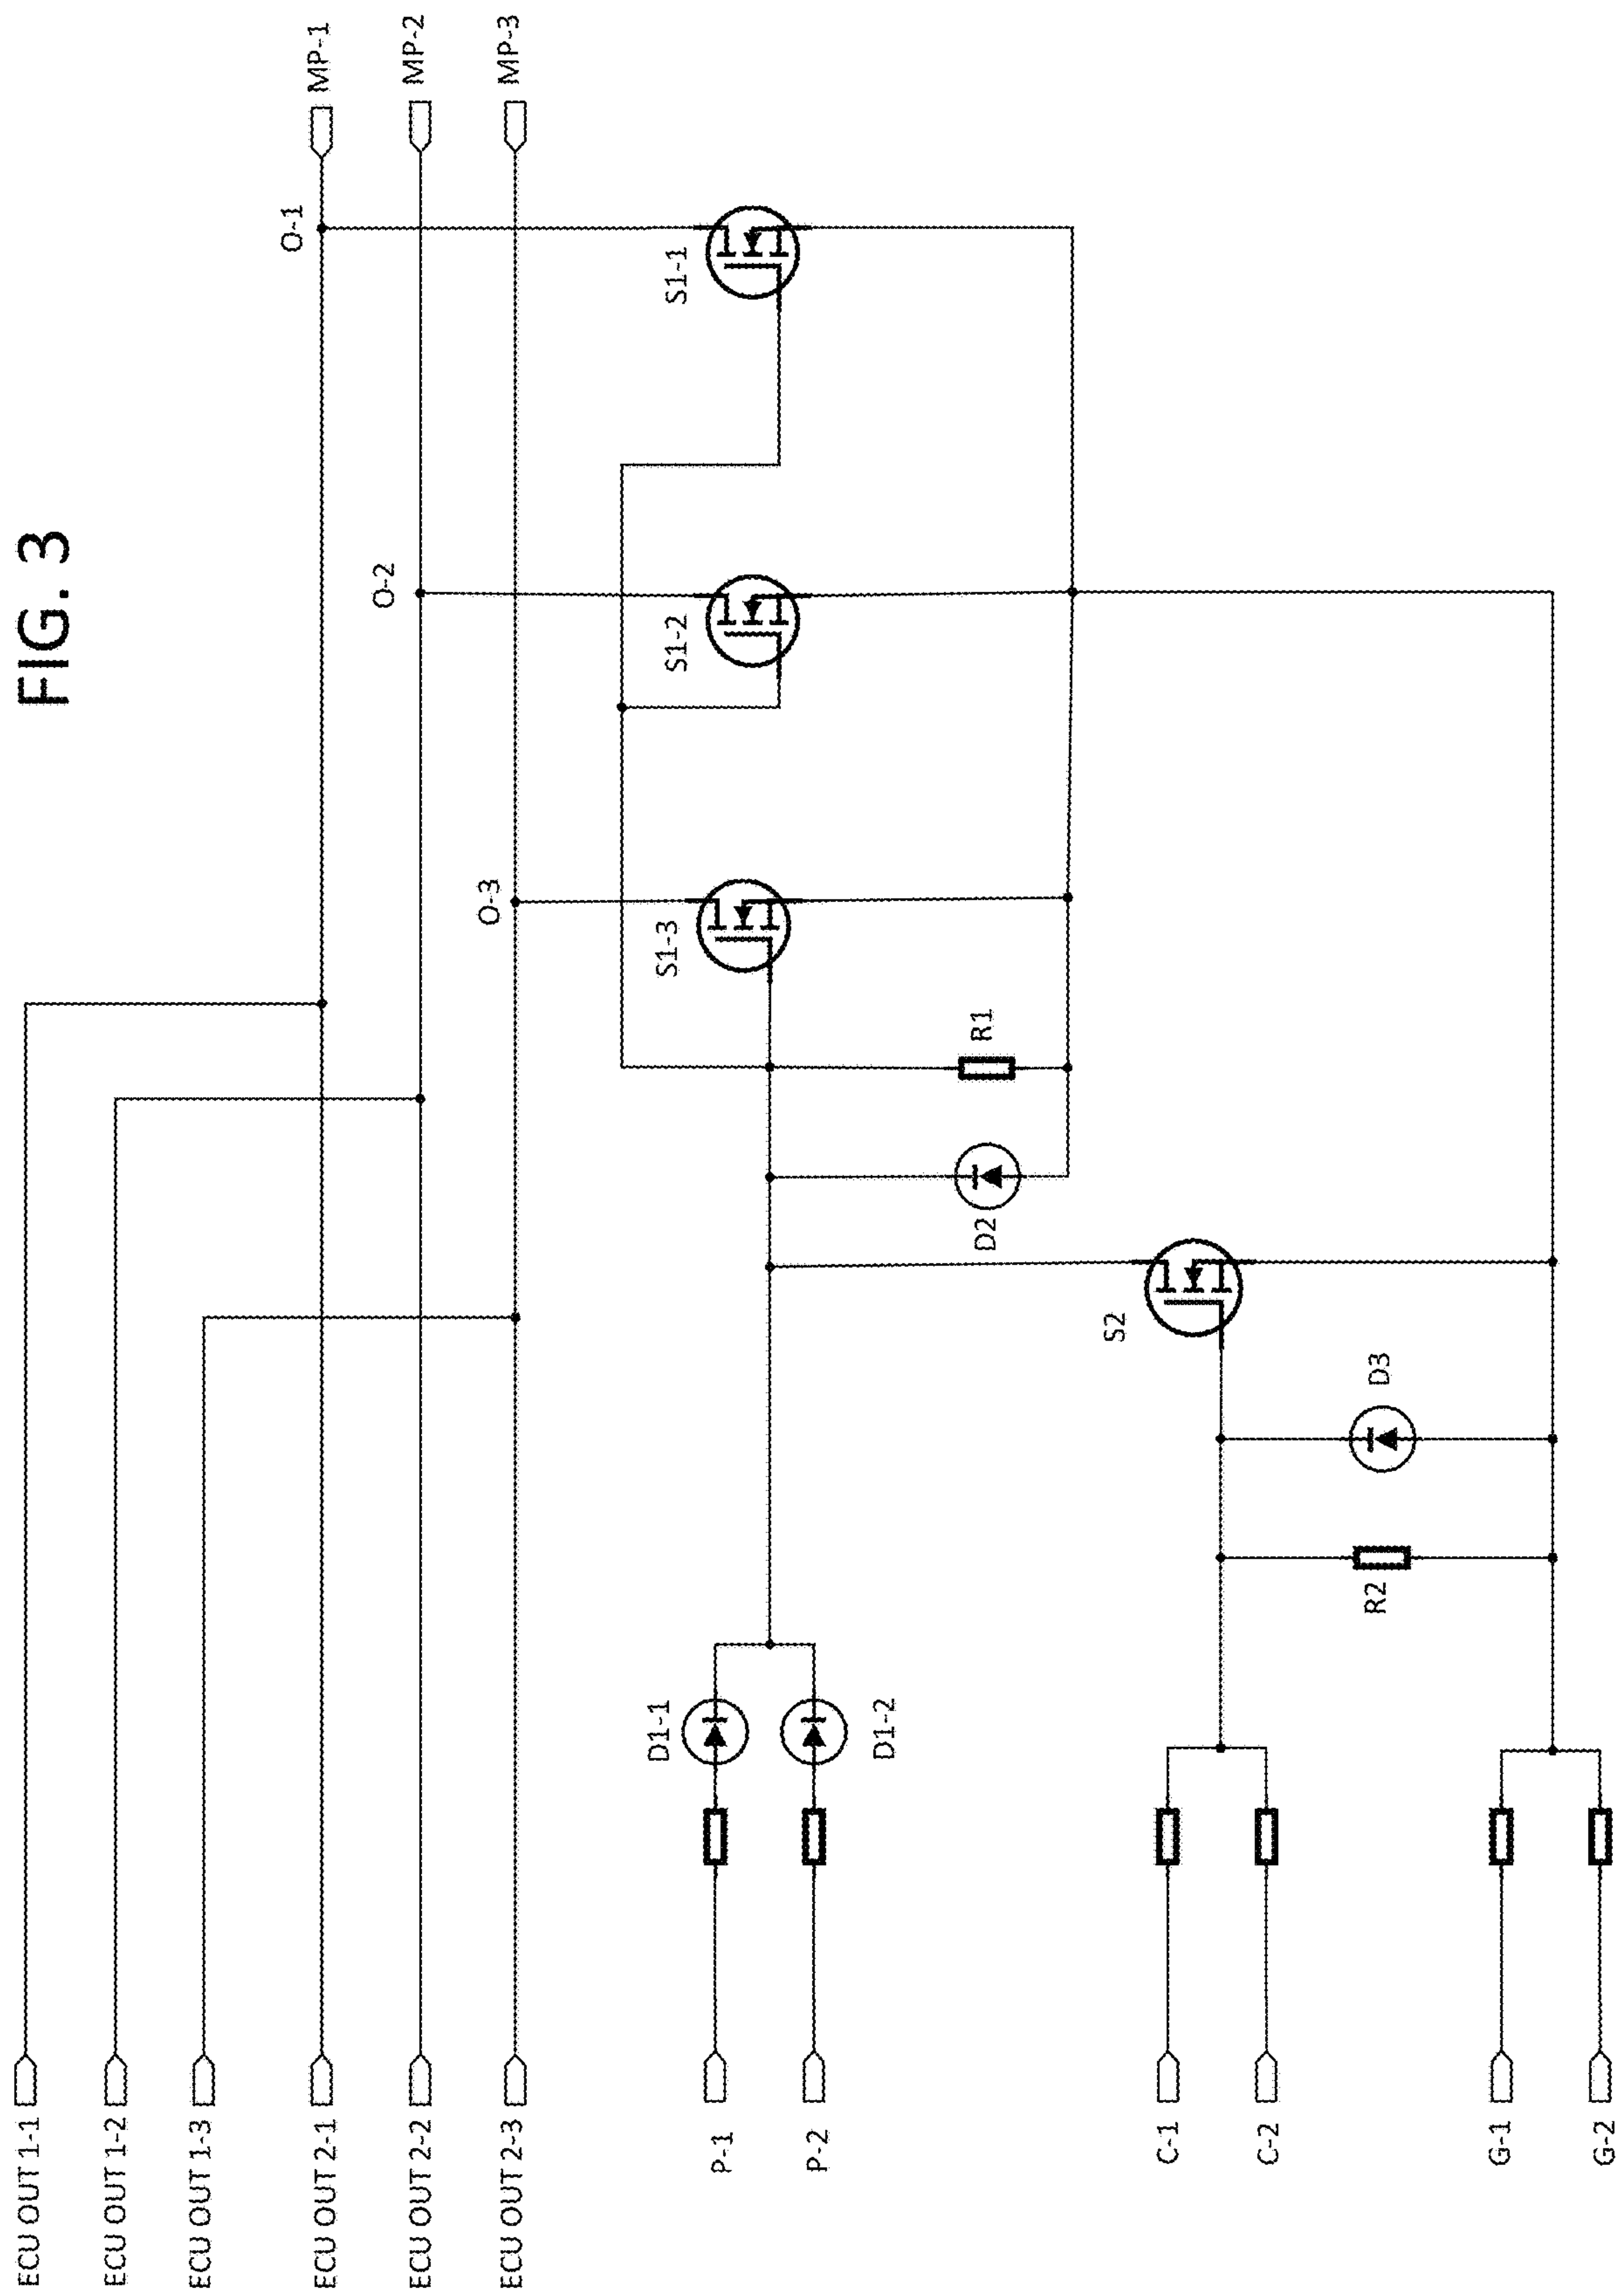 FIG. 3
ECU OUT 1-1
ECU OUT 1-2
ECU OUT 1-3
ECU OUT 2-1
ECU OUT 2-2
ECU OUT 2-3
MP-1
MP-2
MP-3
O-1
O-2
O-3
S1-1
S1-2
S1-3
R1
D2
S2
D3
R2
D1-1
D1-2
P-1
P-2
C-1
C-2
G-1
G-2